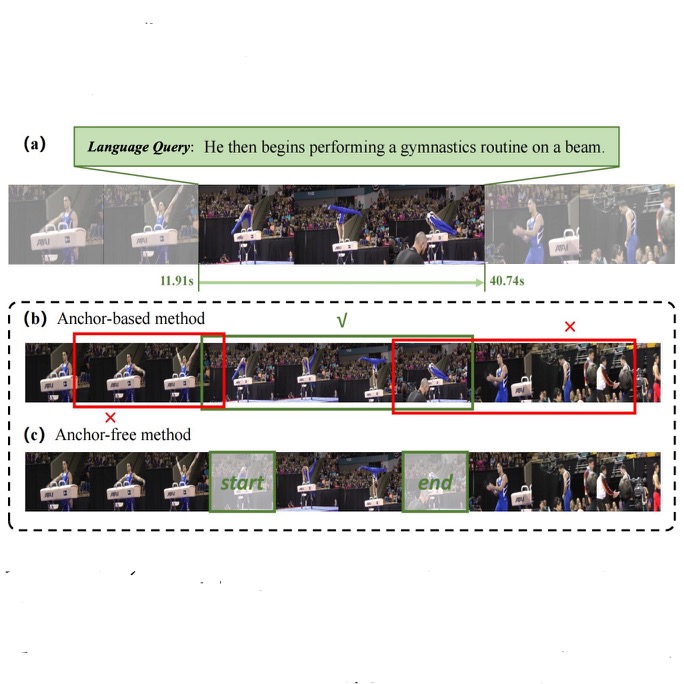 (a)
Language Query: He then begins performing a gymnastics routine on a beam.
11.91s 40.74s
(b) Anchor-based method
√
×
×
(c) Anchor-free method
start end